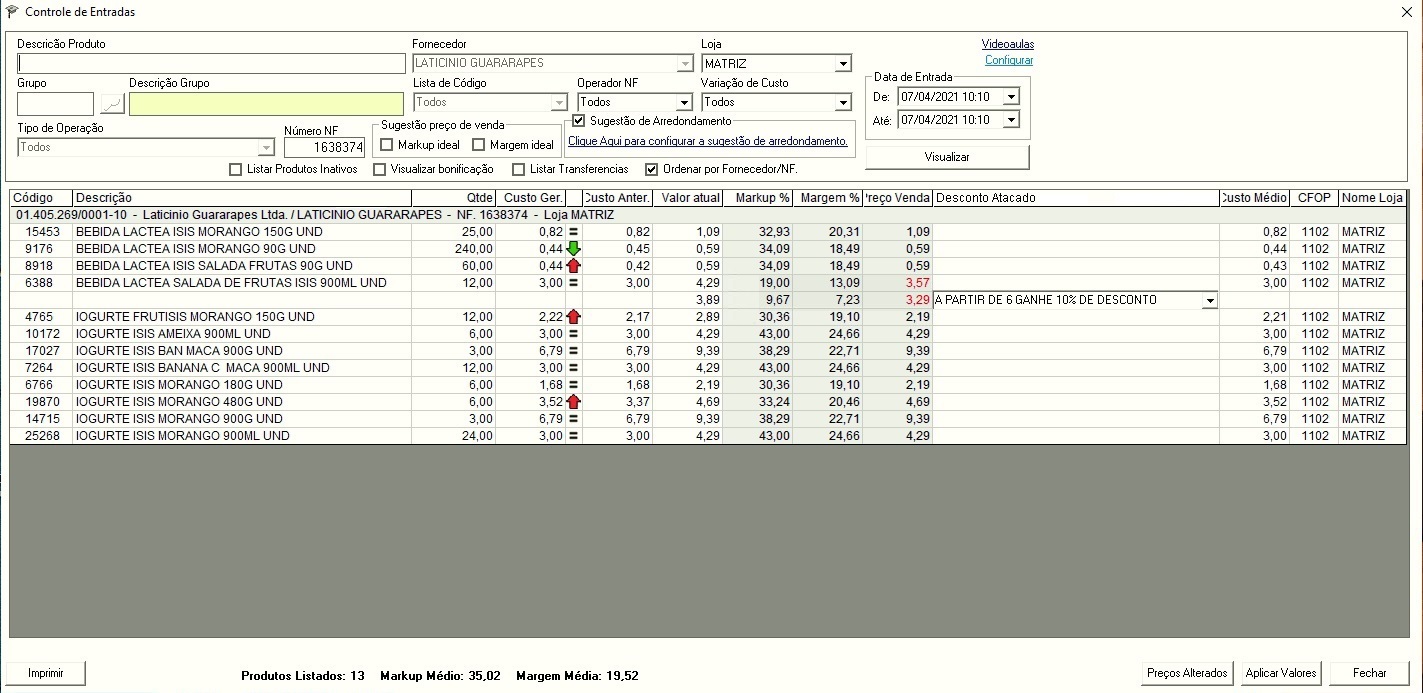 Controle de Entradas
Descricão Produto Fornecedor Loja Videoaulas
LATICINIO GUARARAPES MATRIZ Configurar
Grupo Descrição Grupo Lista de Código Operador NF Variação de Custo Data de Entrada
Todos Todos Todos De: 07/04/2021 10:10
Tipo de Operação Número NF Sugestão preço de venda Sugestão de Arredondamento Até: 07/04/2021 10:10
Todos 1638374 Markup ideal Margem ideal Clique Aqui para configurar a sugestão de arredondamento.
Visualizar
Listar Produtos Inativos Visualizar bonificação Listar Transferencias Ordenar por Fornecedor/NF.
Código Descrição Qtde Custo Ger. Custo Anter. Valor atual Markup % Margem % Preço Venda Desconto Atacado Custo Médio CFOP Nome Loja
01.405.269/0001-10 - Laticinio Guararapes Ltda. / LATICINIO GUARARAPES - NF. 1638374 - Loja MATRIZ
15453 BEBIDA LACTEA ISIS MORANGO 150G UND 25,00 0,82 = 0,82 1,09 32,93 20,31 1,09 0,82 1102 MATRIZ
9176 BEBIDA LACTEA ISIS MORANGO 90G UND 240,00 0,44 0,45 0,59 34,09 18,49 0,59 0,44 1102 MATRIZ
8918 BEBIDA LACTEA ISIS SALADA FRUTAS 90G UND 60,00 0,44 0,42 0,59 34,09 18,49 0,59 0,43 1102 MATRIZ
6388 BEBIDA LACTEA SALADA DE FRUTAS ISIS 900ML UND 12,00 3,00 = 3,00 4,29 19,00 13,09 3,57 3,00 1102 MATRIZ
3,89 9,67 7,23 3,29 A PARTIR DE 6 GANHE 10% DE DESCONTO
4765 IOGURTE FRUTISIS MORANGO 150G UND 12,00 2,22 2,17 2,89 30,36 19,10 2,19 2,21 1102 MATRIZ
10172 IOGURTE ISIS AMEIXA 900ML UND 6,00 3,00 = 3,00 4,29 43,00 24,66 4,29 3,00 1102 MATRIZ
17027 IOGURTE ISIS BAN MACA 900G UND 3,00 6,79 = 6,79 9,39 38,29 22,71 9,39 6,79 1102 MATRIZ
7264 IOGURTE ISIS BANANA C MACA 900ML UND 12,00 3,00 = 3,00 4,29 43,00 24,66 4,29 3,00 1102 MATRIZ
6766 IOGURTE ISIS MORANGO 180G UND 6,00 1,68 = 1,68 2,19 30,36 19,10 2,19 1,68 1102 MATRIZ
19870 IOGURTE ISIS MORANGO 480G UND 6,00 3,52 3,37 4,69 33,24 20,46 4,69 3,52 1102 MATRIZ
14715 IOGURTE ISIS MORANGO 900G UND 3,00 6,79 = 6,79 9,39 38,29 22,71 9,39 6,79 1102 MATRIZ
25268 IOGURTE ISIS MORANGO 900ML UND 24,00 3,00 = 3,00 4,29 43,00 24,66 4,29 3,00 1102 MATRIZ
Imprimir Produtos Listados: 13 Markup Médio: 35,02 Margem Média: 19,52 Preços Alterados Aplicar Valores Fechar